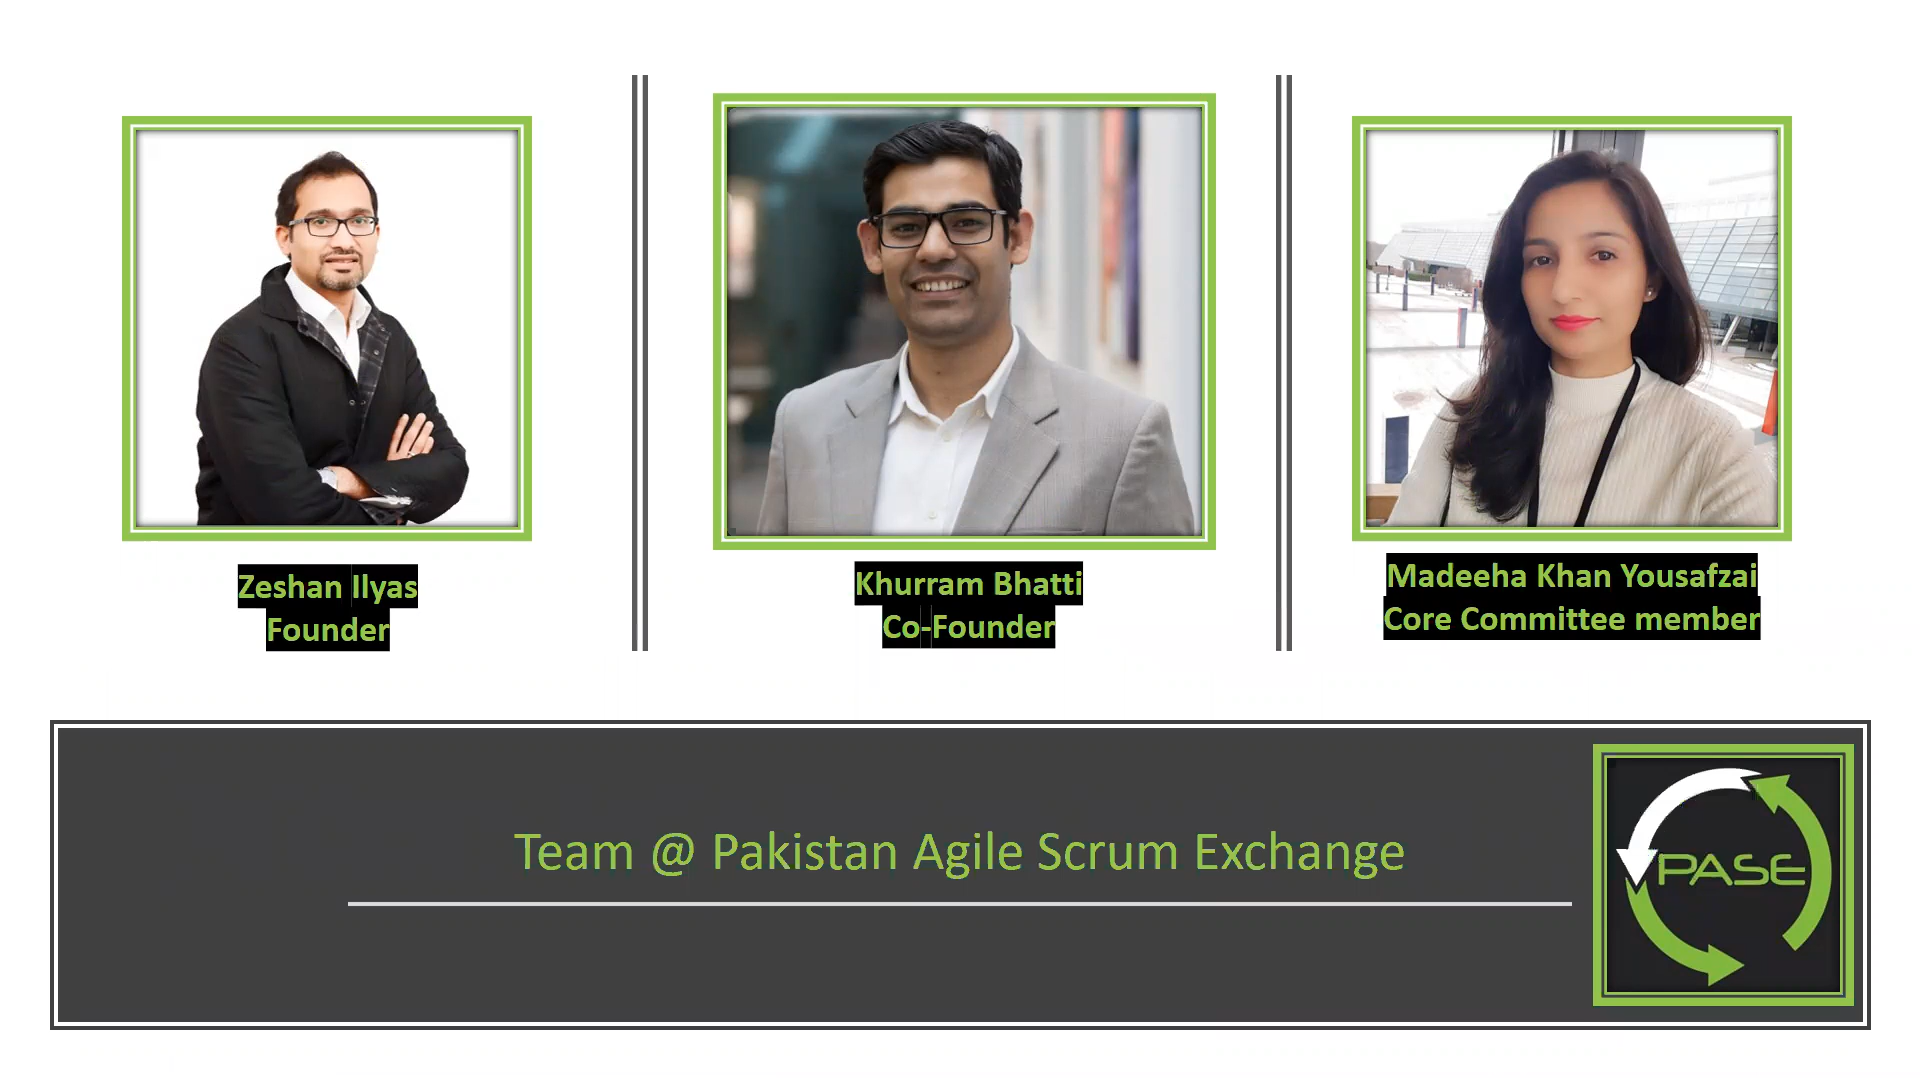 Zeshan Ilyas
Founder
Khurram Bhatti
Co-Founder
Madeeha Khan Yousafzai
Core Committee member
Team @ Pakistan Agile Scrum Exchange
PASE